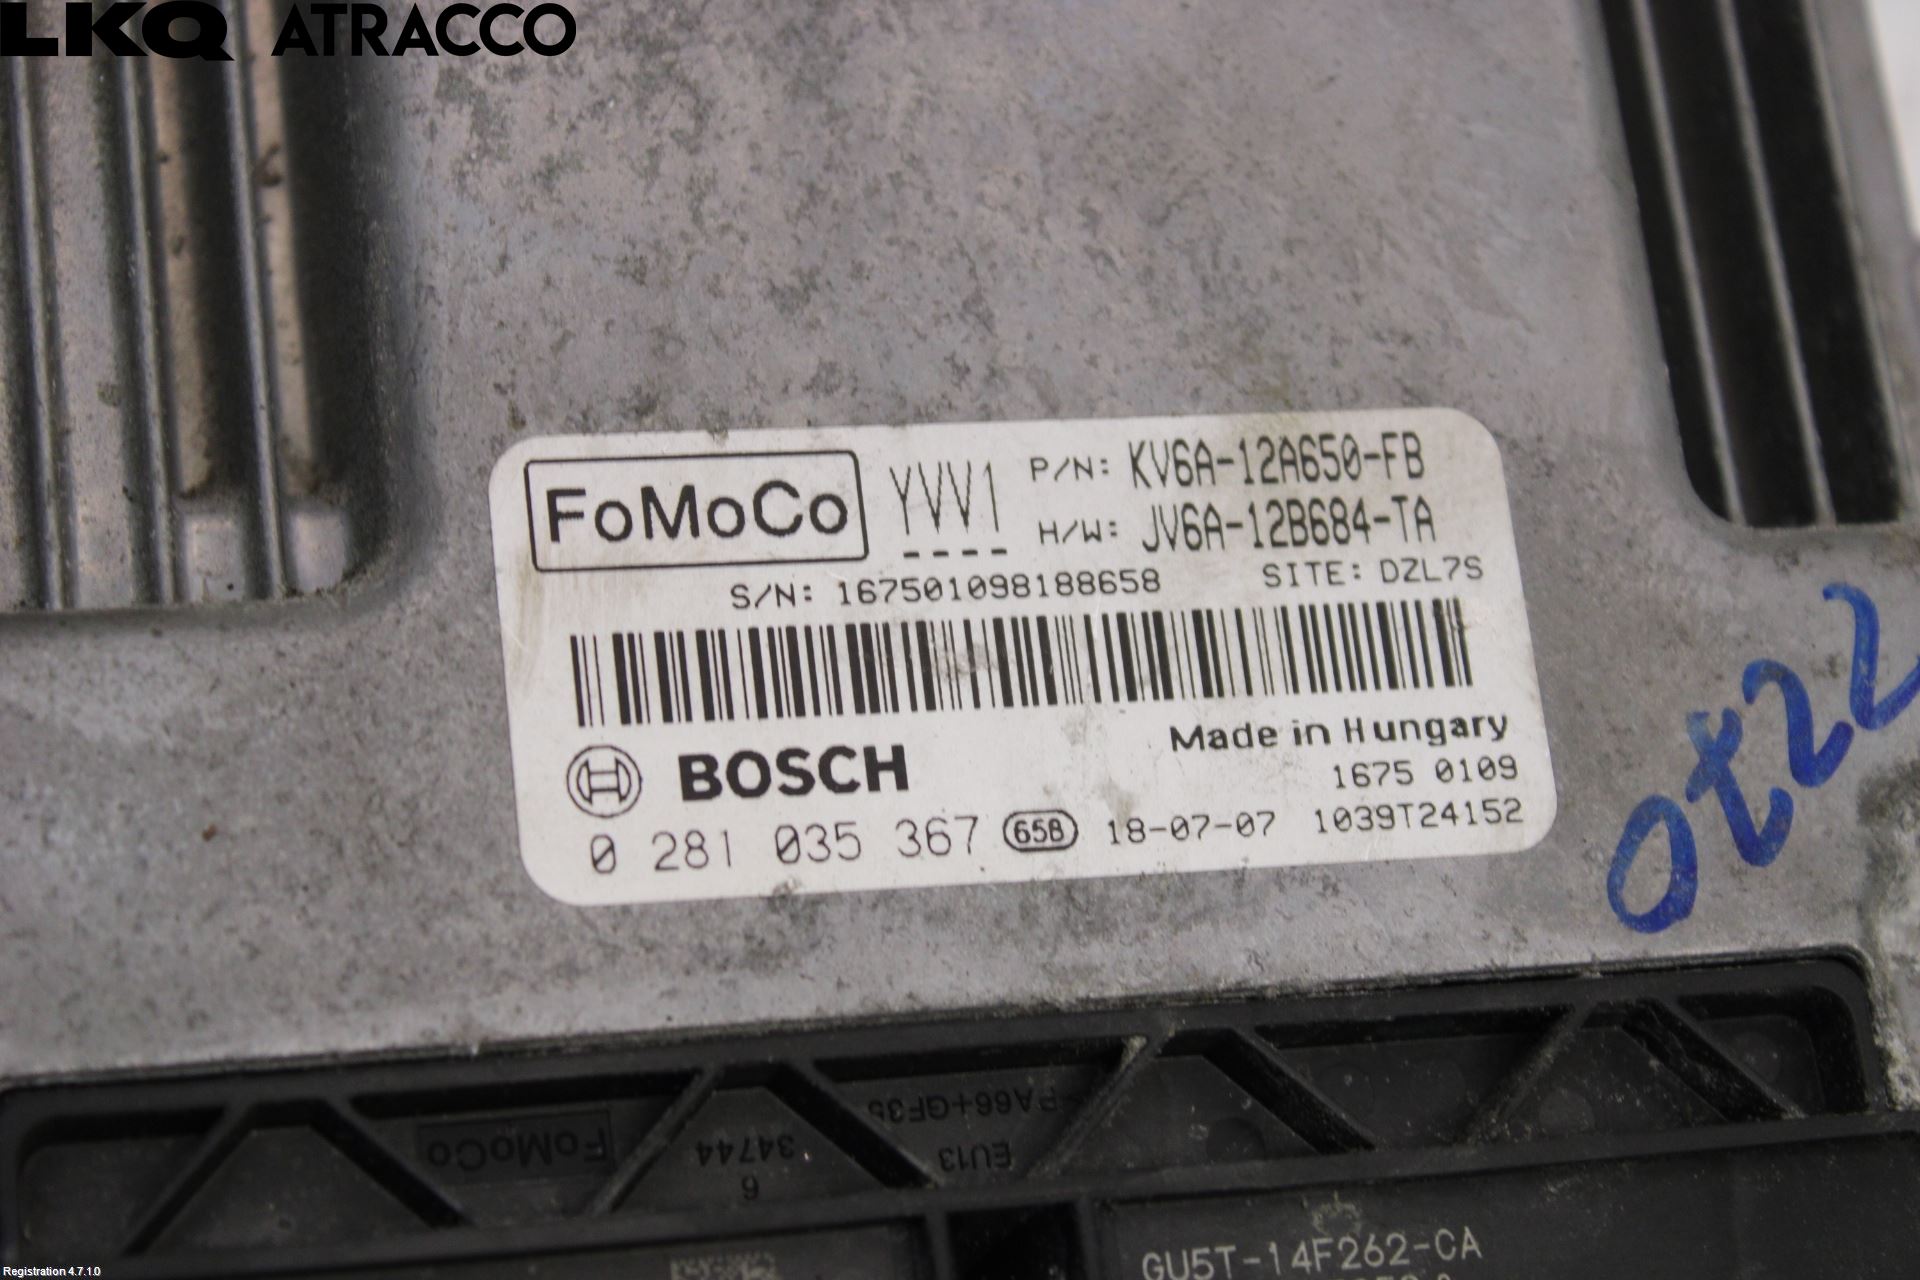 LKQ ATRACCO
FoMoCo YVV1 P/N: KV6A-12A650-FB
H/W: JV6A-12B684-TA
S/N: 167501098188658 SITE: DZL7S
Made in Hungary
BOSCH 1675 0109
0 281 035 367 65B 18-07-07 1039T24152
PA66+GF35
FoMoCo 34744 EU13
6
GU5T-14F262-CA
Registration 4.7.1.0